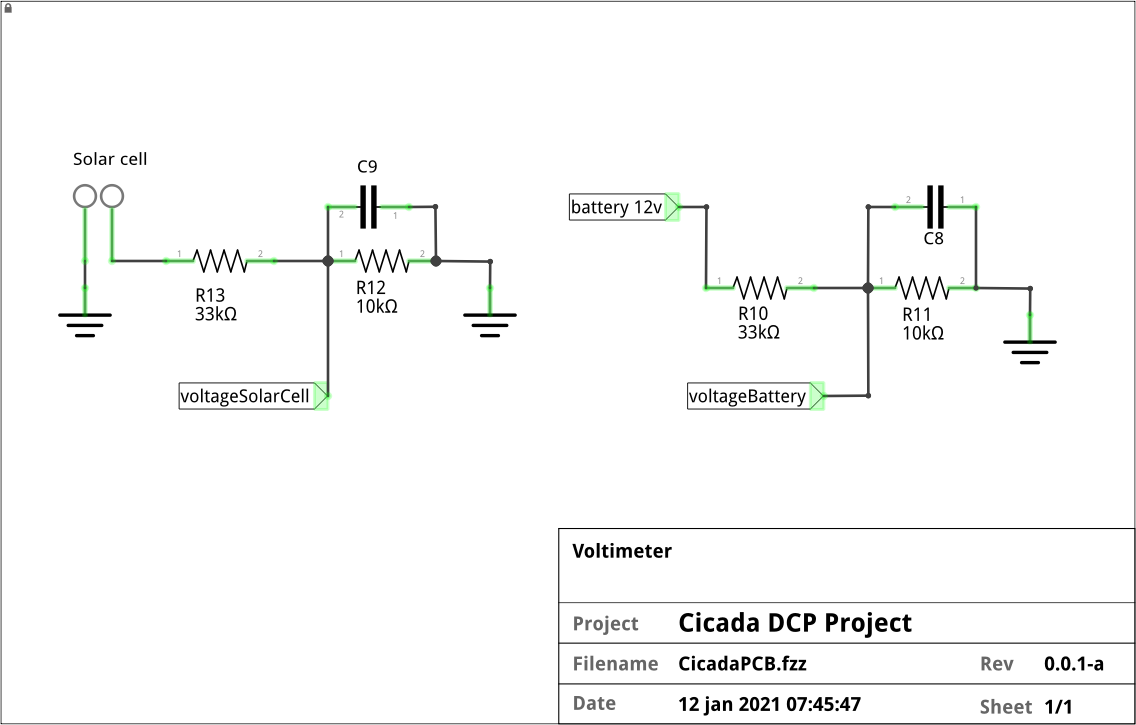 Solar cell
C9
2
1
1
2
R13
33kΩ
1
2
R12
10kΩ
voltageSolarCell
battery 12v
2
1
C8
1
2
R10
33kΩ
1
2
R11
10kΩ
voltageBattery
Voltimeter
Project Cicada DCP Project
Filename CicadaPCB.fzz Rev 0.0.1-a
Date 12 jan 2021 07:45:47 Sheet 1/1